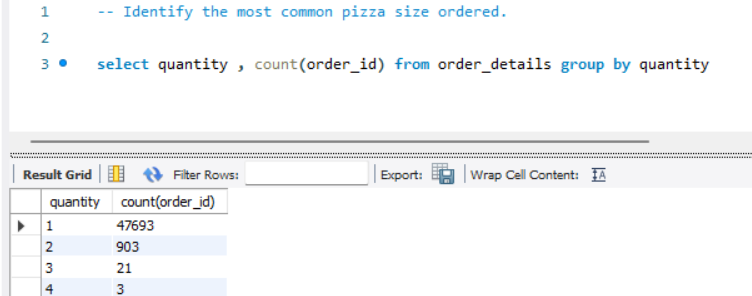 1 -- Identify the most common pizza size ordered.
2
3 select quantity , count(order_id) from order_details group by quantity
Result Grid Filter Rows: Export: Wrap Cell Content: IA
quantity count(order_id)
1 47693
2 903
3 21
4 3